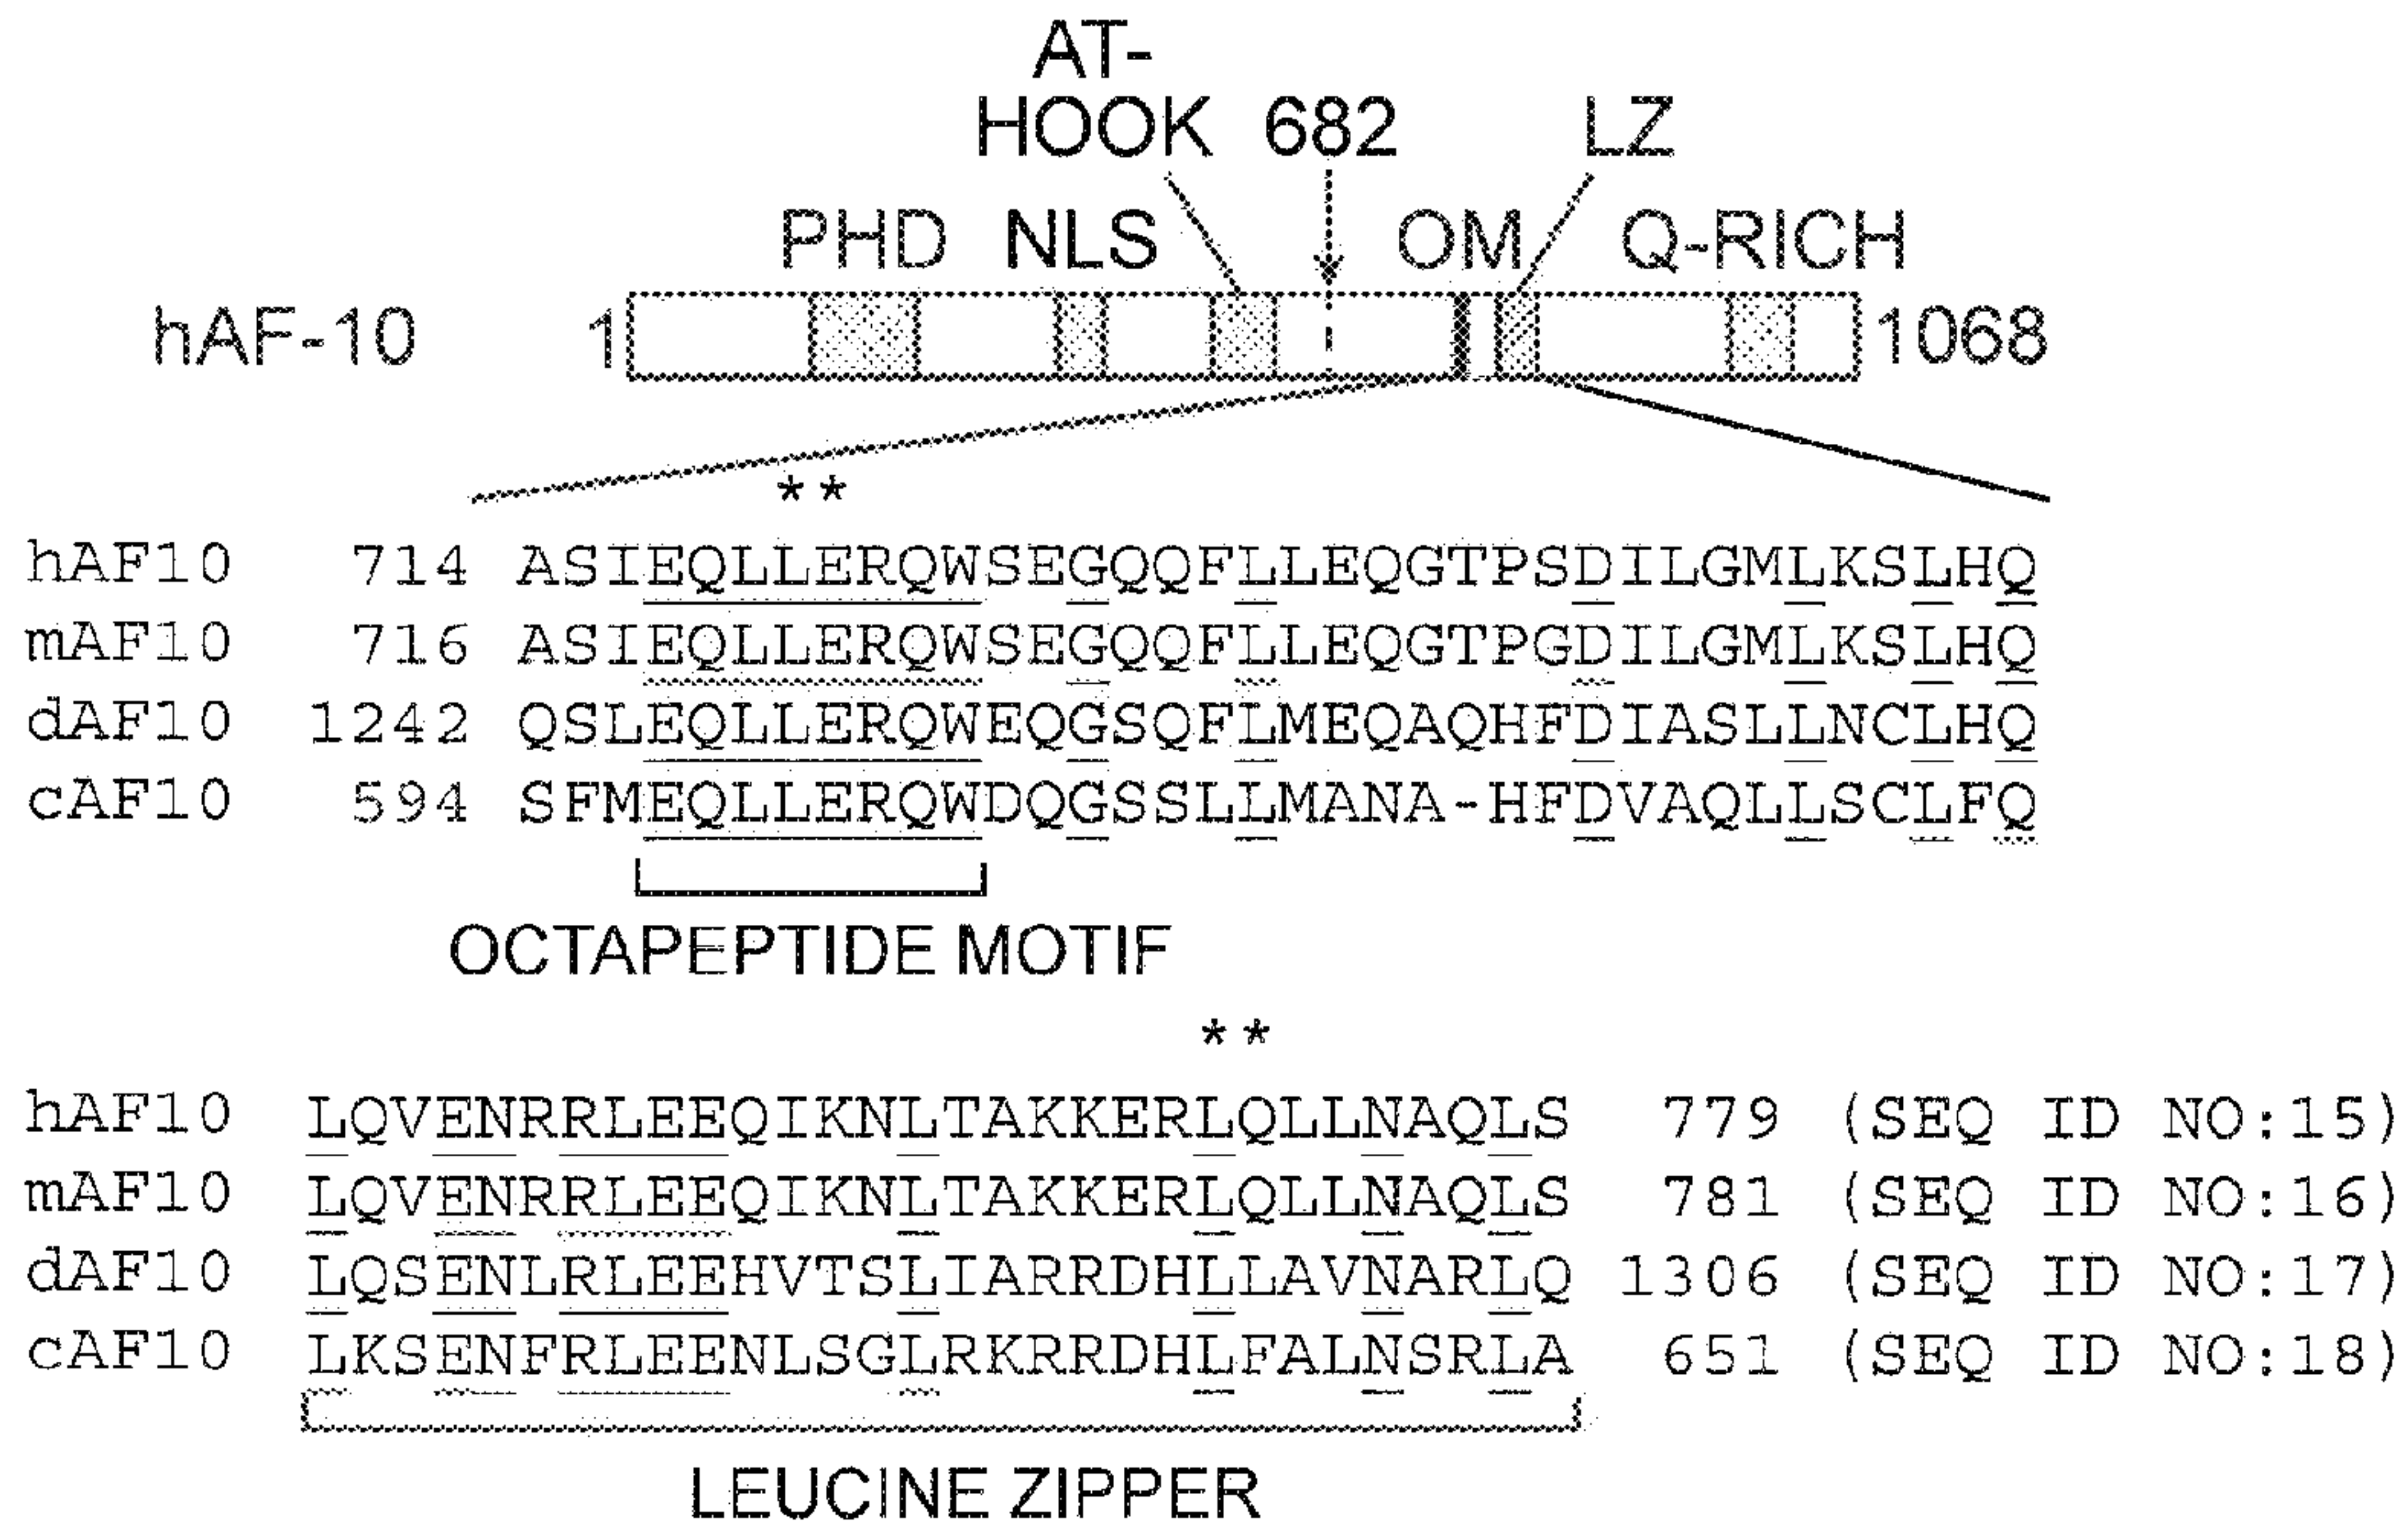 AT-
HOOK 682 LZ
PHD NLS OM Q-RICH
hAF-10 1 1068
**
hAF10 714 ASIEQLLERQWSEGQQFLLEQGTPSDILGMLKSLHQ
mAF10 716 ASIEQLLERQWSEGQQFLLEQGTPGDILGMLKSLHQ
dAF10 1242 QSLEQLLERQWEQGSQFLMEQAQHFDIASLLNCLHQ
cAF10 594 SFMEQLLERQWDQGSSLLMANA-HFDVAQLLSCLFQ
OCTAPEPTIDE MOTIF
**
hAF10 LQVENRRLEEQIKNLTAKKERLQLLNAQLS 779 (SEQ ID NO:15)
mAF10 LQVENRRLEEQIKNLTAKKERLQLLNAQLS 781 (SEQ ID NO:16)
dAF10 LQSENLRLEEHVTSLIARRDHLLAVNARLQ 1306 (SEQ ID NO:17)
cAF10 LKSENFRLEENLSGLRKRRDHLFALNSRLA 651 (SEQ ID NO:18)
LEUCINE ZIPPER